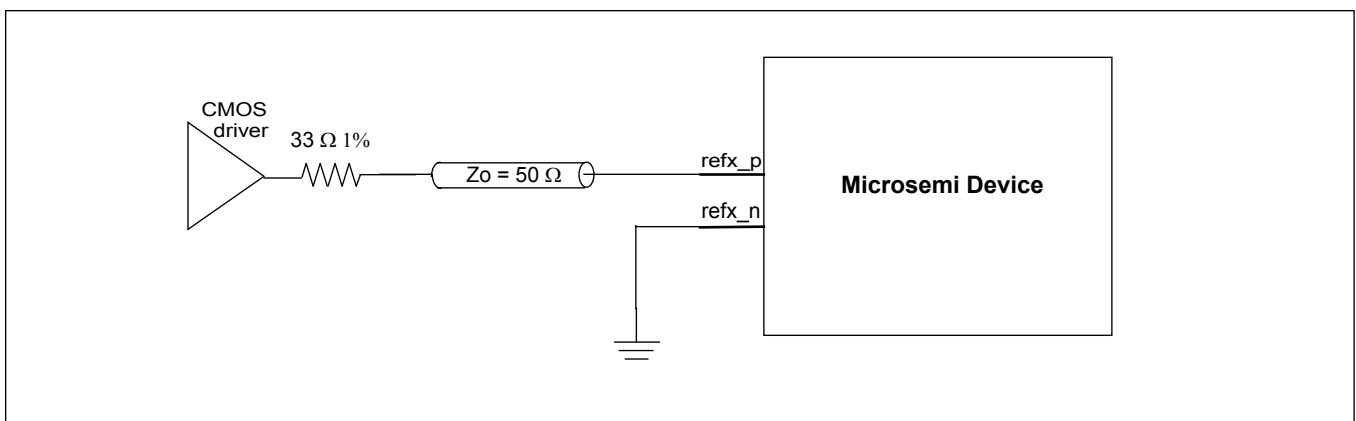 CMOS
driver
33 Ω 1%
Zo = 50 Ω
refx_p
refx_n
Microsemi Device